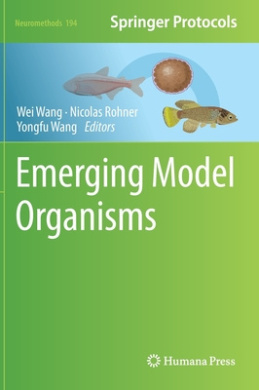 Neuromethods 194
Springer Protocols
Wei Wang · Nicolas Rohner
Yongfu Wang Editors
Emerging Model
Organisms
Humana Press